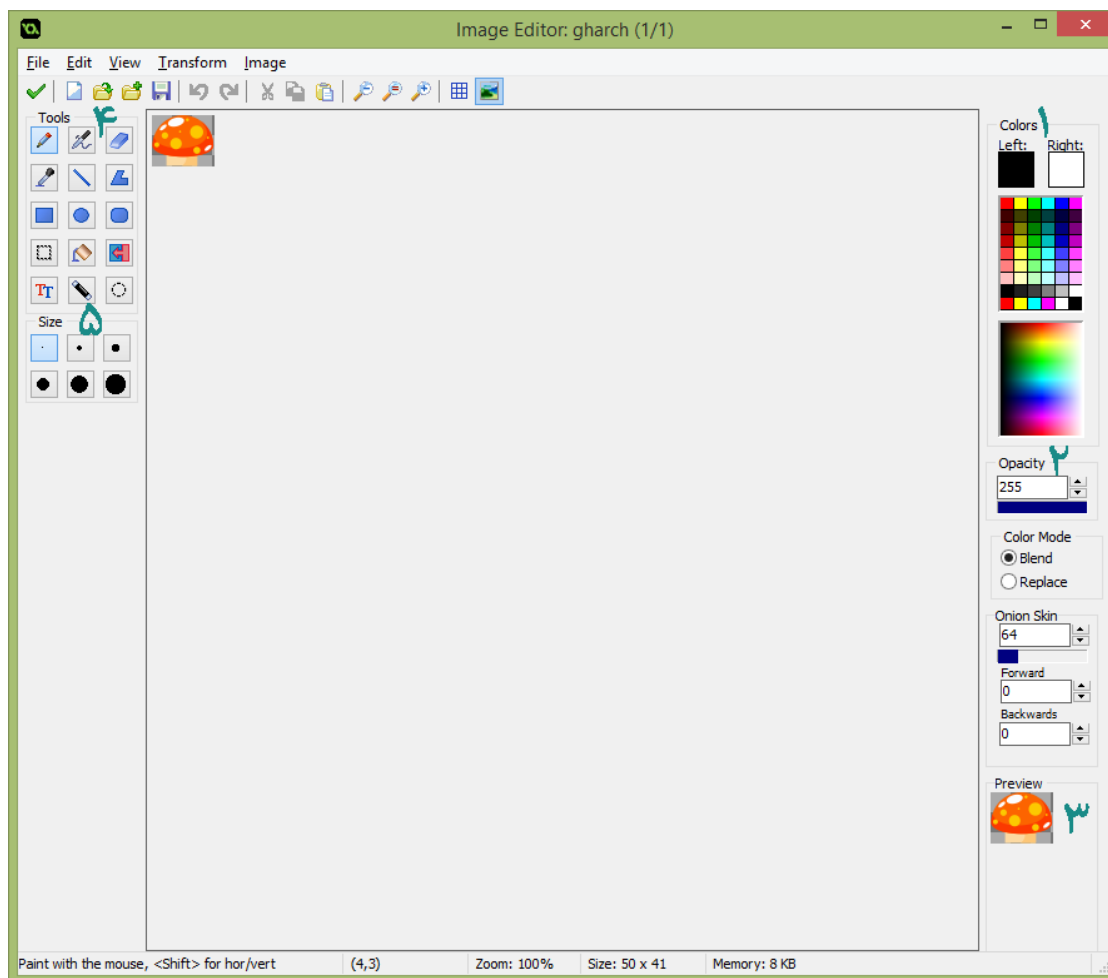 Image Editor: gharch (1/1)
File Edit View Transform Image
Tools ۴
TT
Size ۵
Colors ۱
Left: Right:
Opacity ۲
255
Color Mode
Blend
Replace
Onion Skin
64
Forward
0
Backwards
0
Preview
۳
Paint with the mouse, <Shift> for hor/vert (4,3) Zoom: 100% Size: 50 x 41 Memory: 8 KB